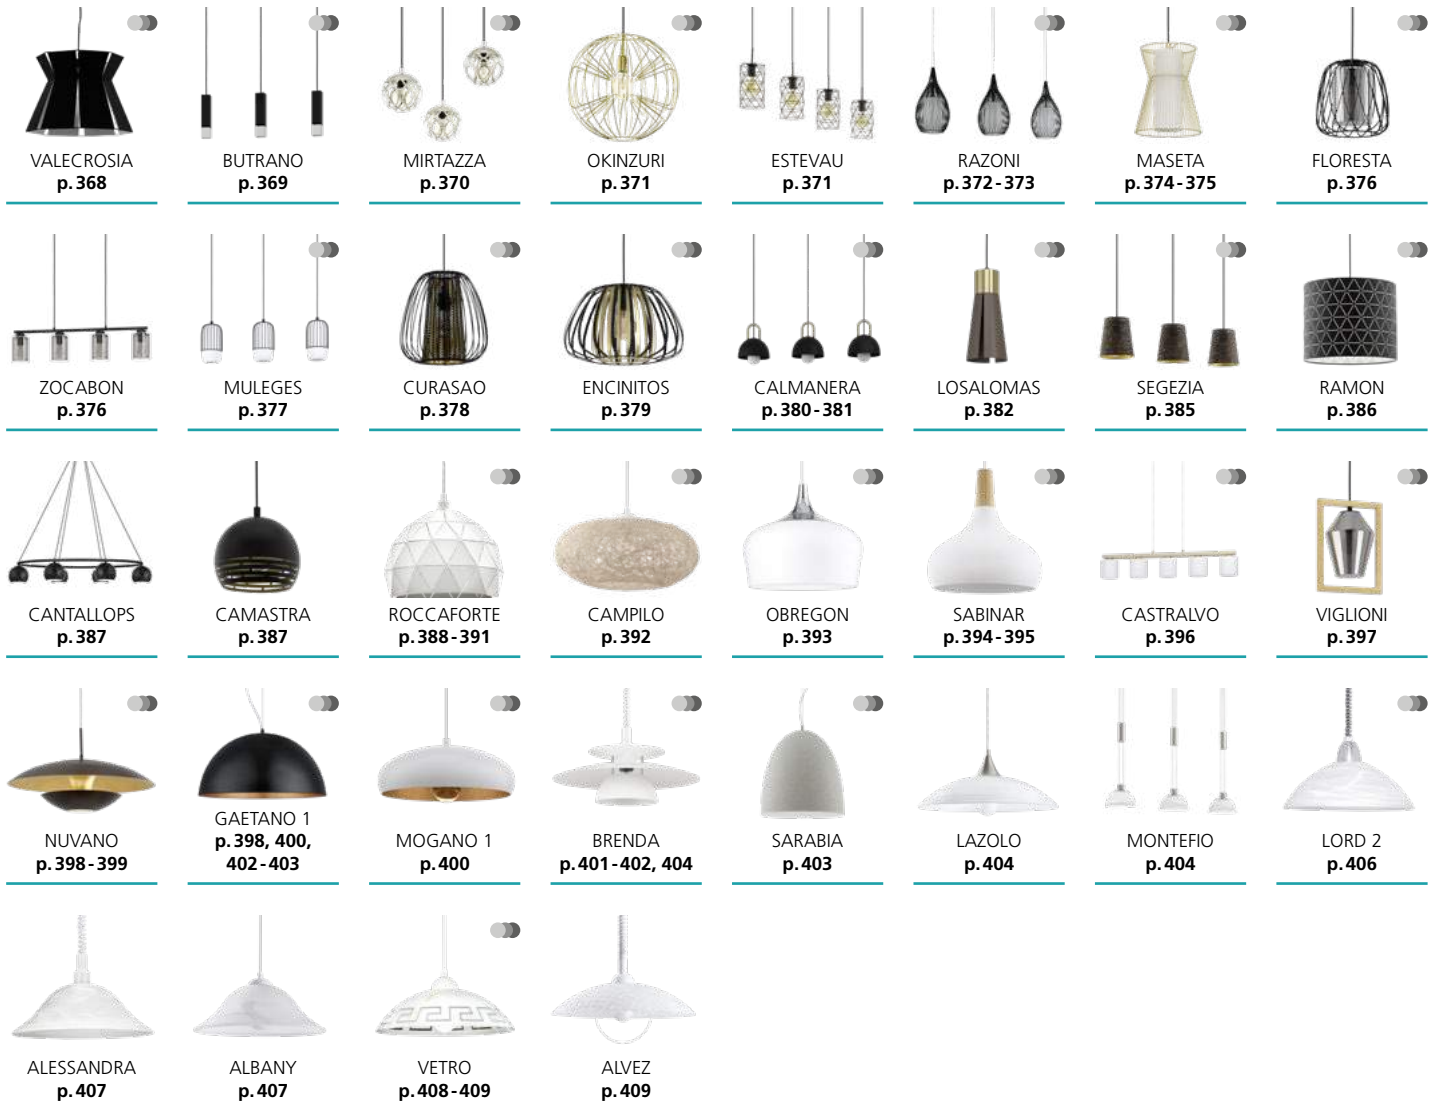 VALECROSIA
p. 368
BUTRANO
p. 369
MIRTAZZA
p. 370
OKINZURI
p. 371
ESTEVAU
p. 371
RAZONI
p. 372 - 373
MASETA
p. 374 - 375
FLORESTA
p. 376
ZOCABON
p. 376
MULEGES
p. 377
CURASAO
p. 378
ENCINITOS
p. 379
CALMANERA
p. 380 - 381
LOSALOMAS
p. 382
SEGEZIA
p. 385
RAMON
p. 386
CANTALLOPS
p. 387
CAMASTRA
p. 387
ROCCAFORTE
p. 388 - 391
CAMPILO
p. 392
OBREGON
p. 393
SABINAR
p. 394 - 395
CASTRALVO
p. 396
VIGLIONI
p. 397
NUVANO
p. 398 - 399
GAETANO 1
p. 398, 400,
402 - 403
MOGANO 1
p. 400
BRENDA
p. 401 - 402, 404
SARABIA
p. 403
LAZOLO
p. 404
MONTEFIO
p. 404
LORD 2
p. 406
ALESSANDRA
p. 407
ALBANY
p. 407
VETRO
p. 408 - 409
ALVEZ
p. 409